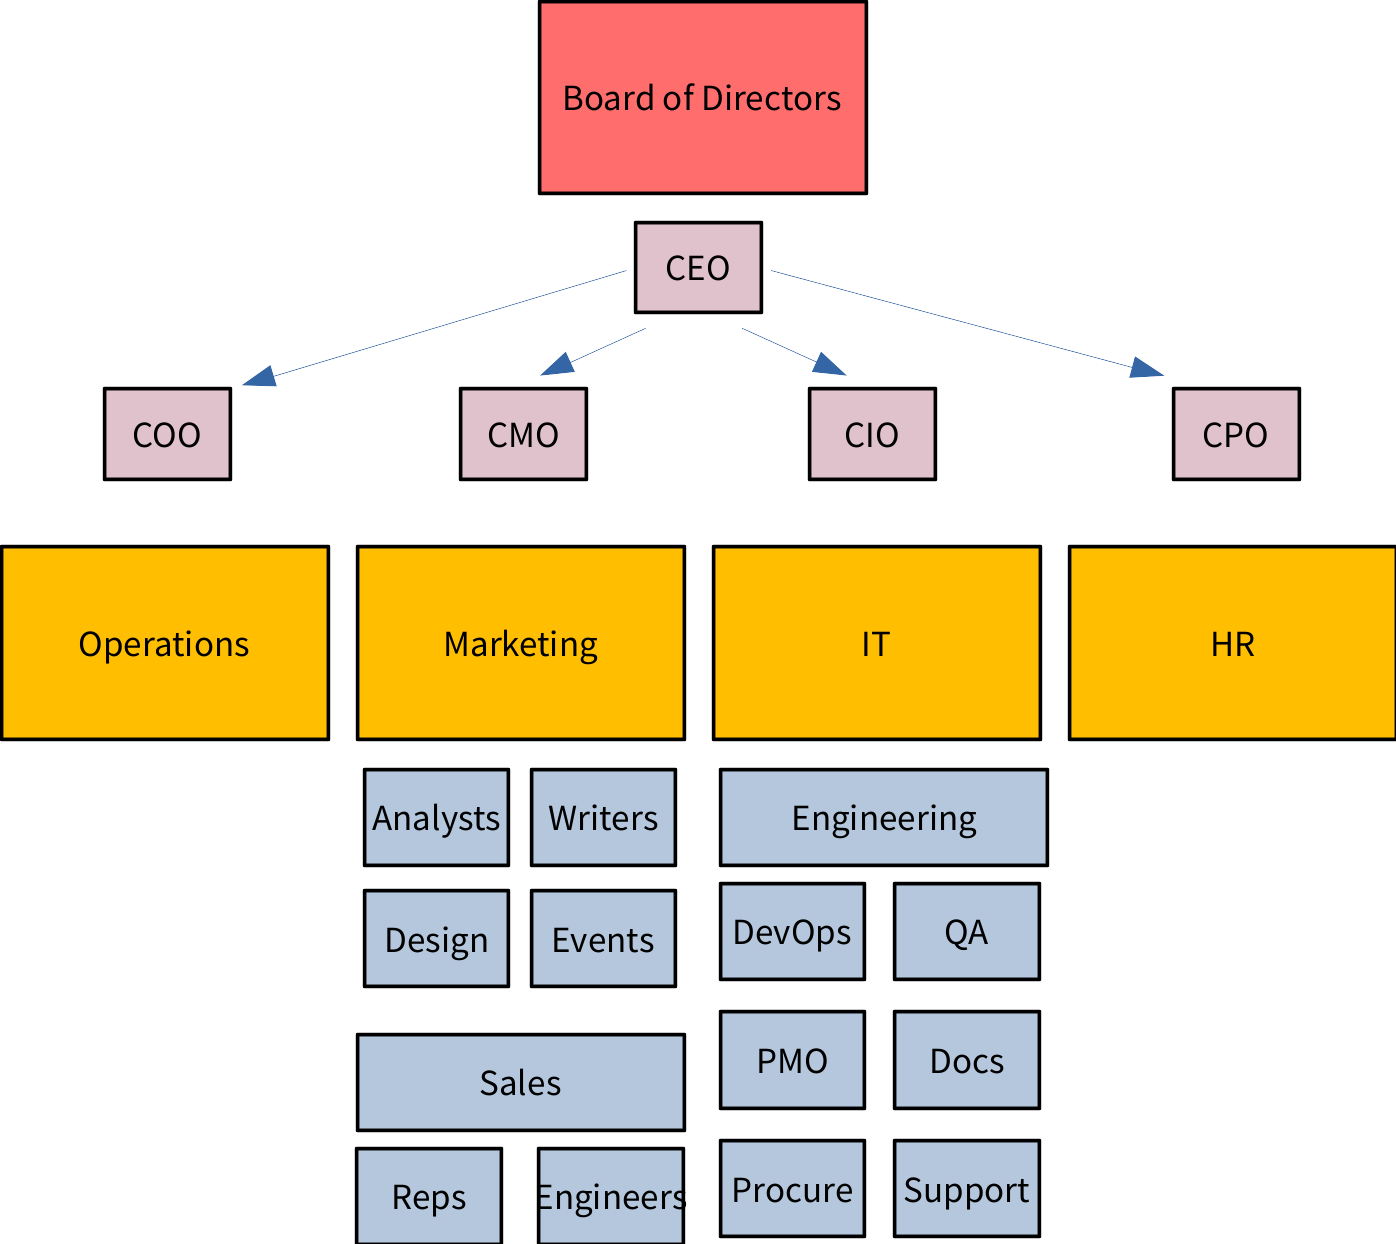 Board of Directors
CEO
COO
CMO
CIO
CPO
Operations
Marketing
IT
HR
Analysts
Writers
Engineering
Design
Events
DevOps
QA
Sales
PMO
Docs
Reps
Engineers
Procure
Support